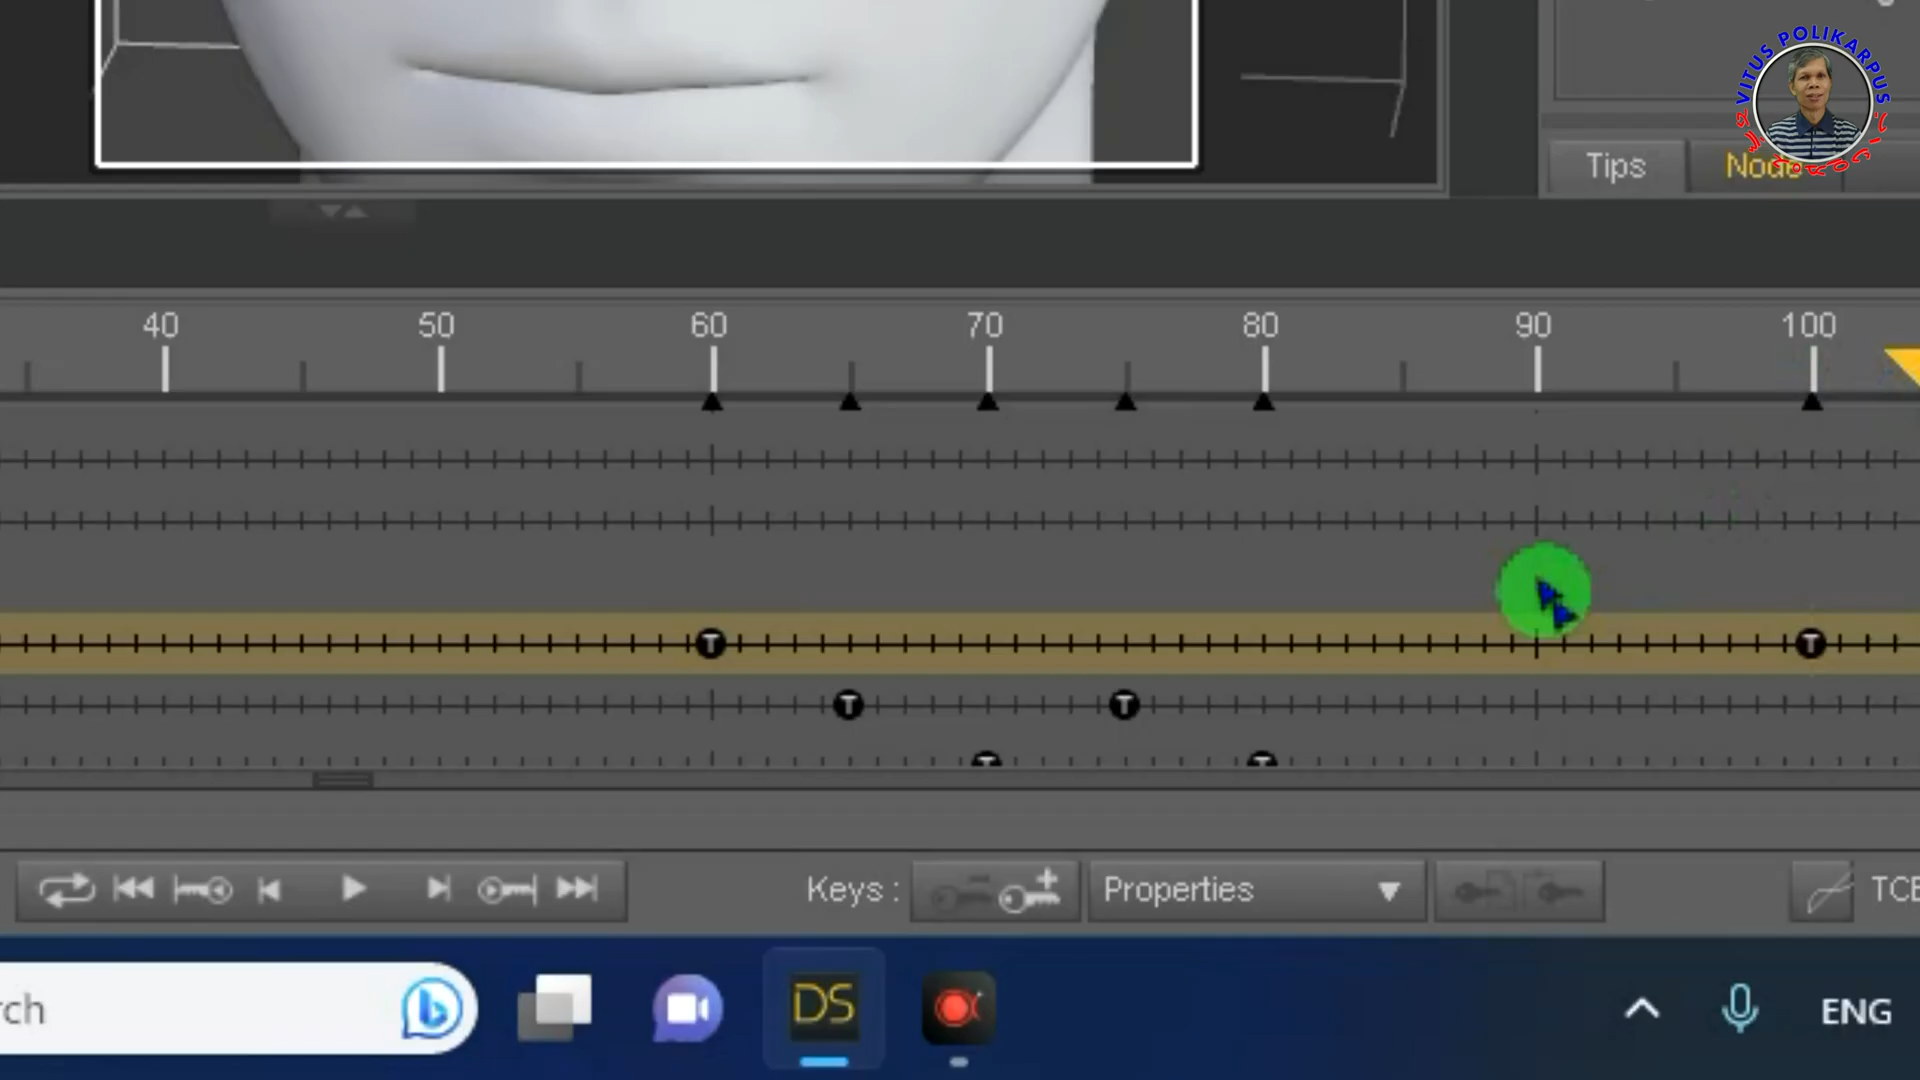 VITUS POLIKARPUS
Tips
Node
40 50 60 70 80 90 100
T T
T T
T T
Keys :
Properties
TCB
rch
b
DS
ENG